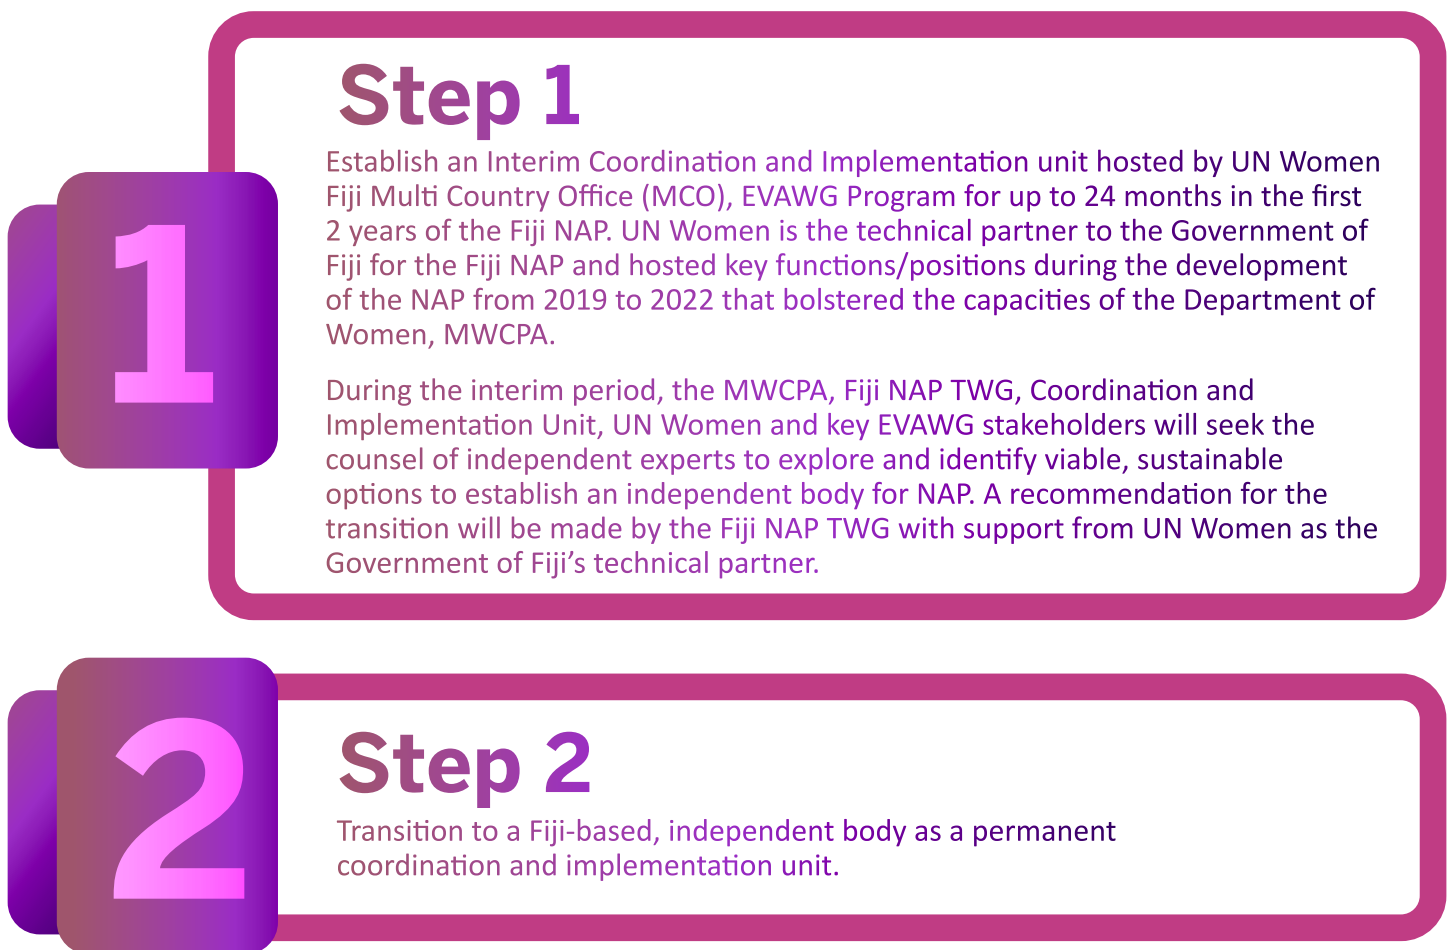 1
Step 1
Establish an Interim Coordination and Implementation unit hosted by UN Women
Fiji Multi Country Office (MCO), EVAWG Program for up to 24 months in the first
2 years of the Fiji NAP. UN Women is the technical partner to the Government of
Fiji for the Fiji NAP and hosted key functions/positions during the development
of the NAP from 2019 to 2022 that bolstered the capacities of the Department of
Women, MWCPA.
During the interim period, the MWCPA, Fiji NAP TWG, Coordination and
Implementation Unit, UN Women and key EVAWG stakeholders will seek the
counsel of independent experts to explore and identify viable, sustainable
options to establish an independent body for NAP. A recommendation for the
transition will be made by the Fiji NAP TWG with support from UN Women as the
Government of Fiji’s technical partner.
2
Step 2
Transition to a Fiji-based, independent body as a permanent
coordination and implementation unit.